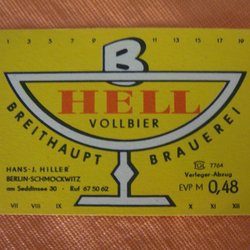 1 3 5 7 9 11 13 15 17 19
B
HELL
VOLLBIER
BREITHAUPT BRAUEREI
HANS-J. HILLER
BERLIN-SCHMÖCKWITZ
am Seddinsee 30 · Ruf 67 50 62
TGL 7764
Verleger-Abzug
EVP M 0,48
VII VIII IX X XI XII